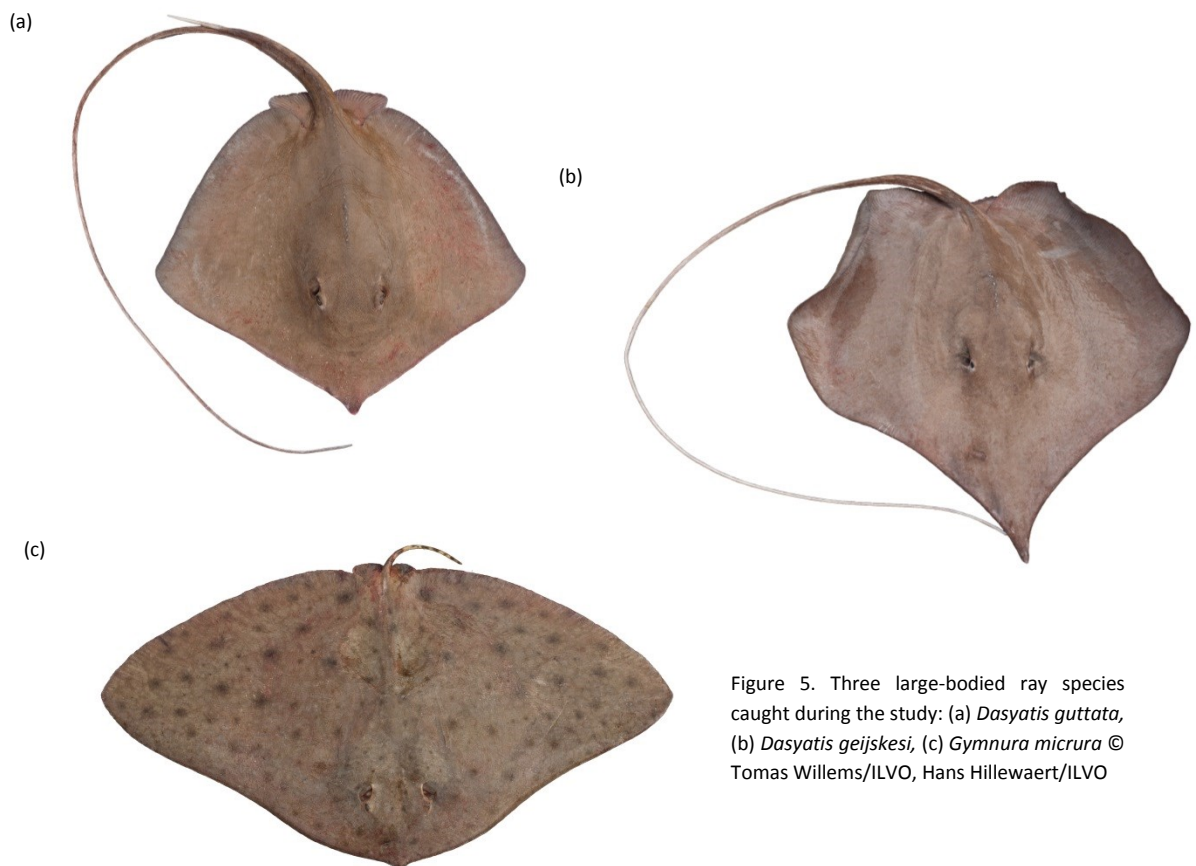 (a)
(b)
(c)
Figure 5. Three large-bodied ray species
caught during the study: (a) Dasyatis guttata,
(b) Dasyatis geijskesi, (c) Gymnura micrura ©
Tomas Willems/ILVO, Hans Hillewaert/ILVO